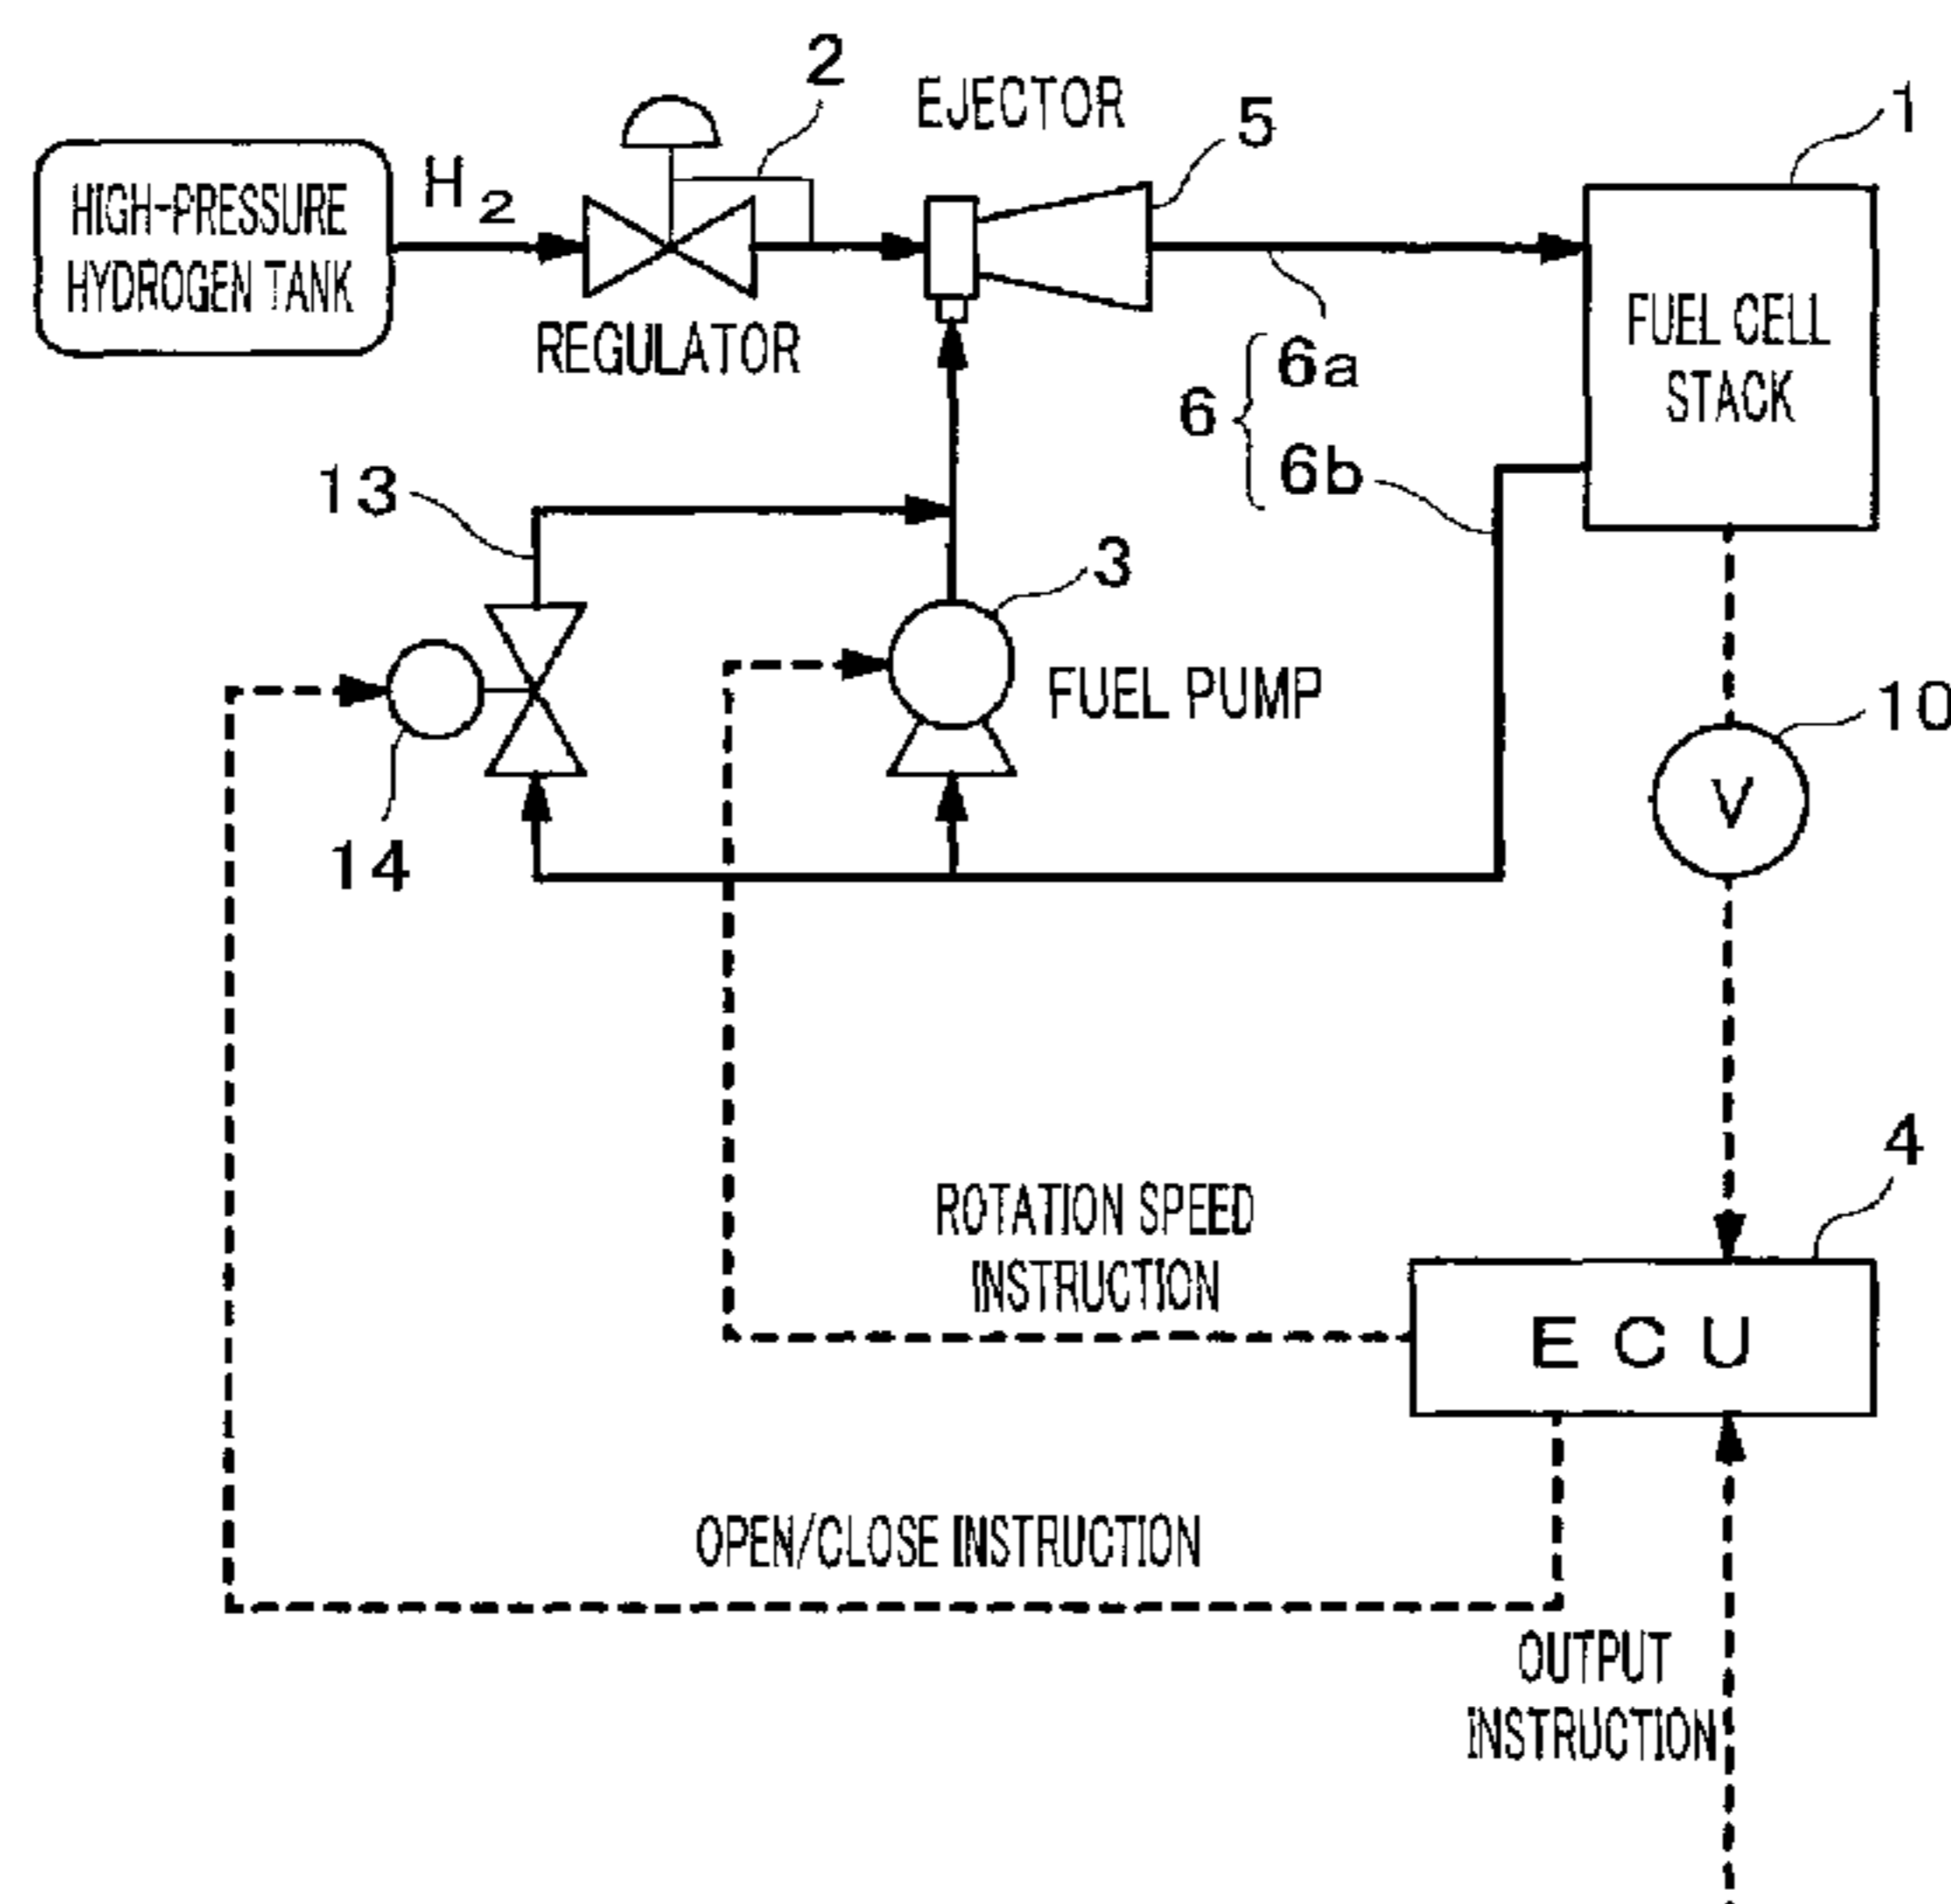 2
EJECTOR
5
1
HIGH-PRESSURE
HYDROGEN TANK
H2
REGULATOR
FUEL CELL
STACK
6
6a
6b
13
3
FUEL PUMP
14
10
V
4
ROTATION SPEED
INSTRUCTION
ECU
OPEN/CLOSE INSTRUCTION
OUTPUT
INSTRUCTION